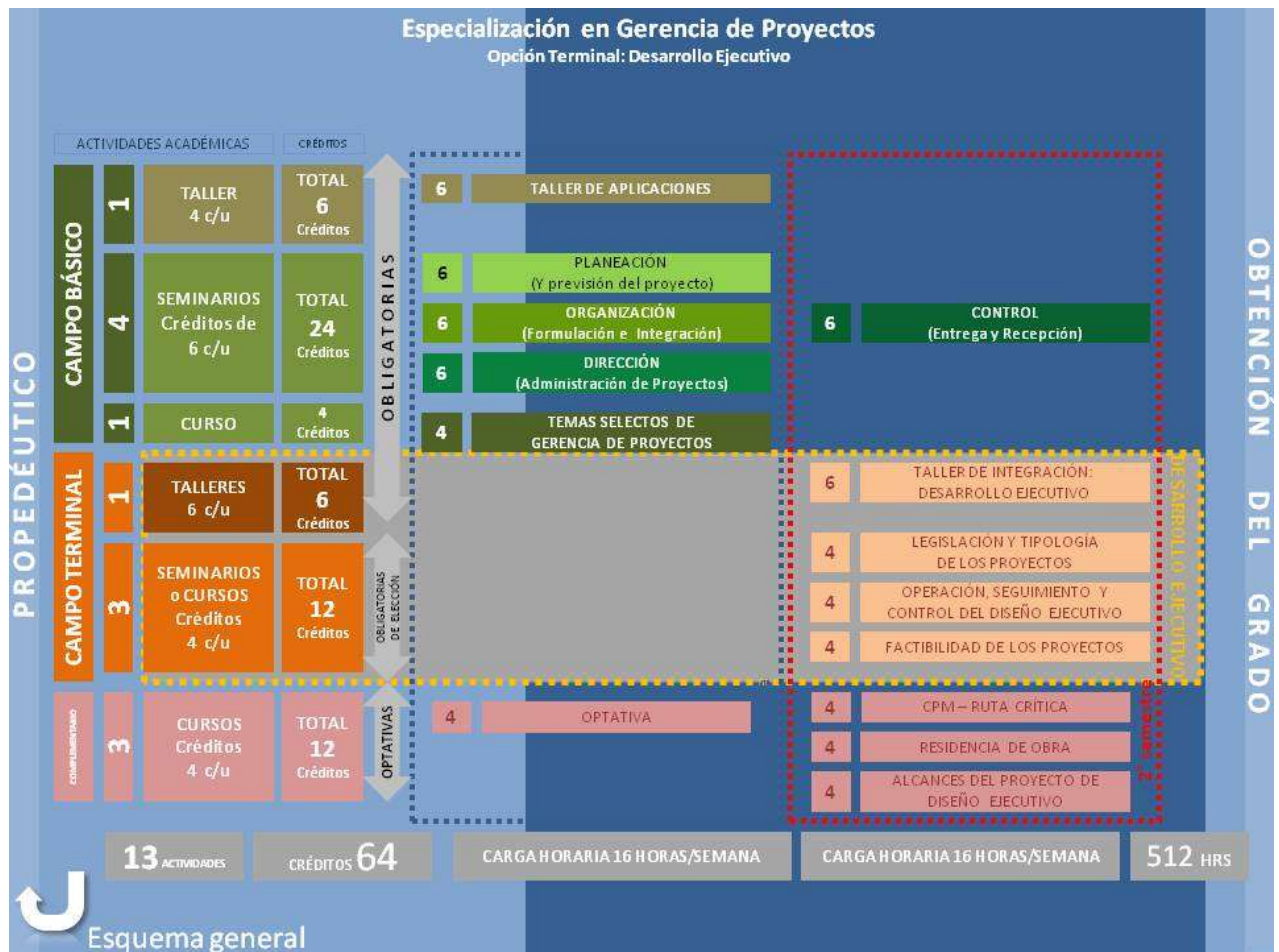 Especialización en Gerencia de Proyectos
Opción Terminal: Desarrollo Ejecutivo
PROPEDÉUTICO
ACTIVIDADES ACADÉMICAS
CRÉDITOS
CAMPO BÁSICO
1
TALLER
4 c/u
TOTAL
6
Créditos
4
SEMINARIOS
Créditos de
6 c/u
TOTAL
24
Créditos
1
CURSO
4
Créditos
OBLIGATORIAS
6
TALLER DE APLICACIONES
6
PLANEACIÓN
(Y previsión del proyecto)
6
ORGANIZACIÓN
(Formulación e Integración)
6
DIRECCIÓN
(Administración de Proyectos)
4
TEMAS SELECTOS DE
GERENCIA DE PROYECTOS
6
CONTROL
(Entrega y Recepción)
CAMPO TERMINAL
1
TALLERES
6 c/u
TOTAL
6
Créditos
3
SEMINARIOS
o CURSOS
Créditos
4 c/u
TOTAL
12
Créditos
OBLIGATORIAS
DE ELECCIÓN
6
TALLER DE INTEGRACIÓN:
DESARROLLO EJECUTIVO
4
LEGISLACIÓN Y TIPOLOGÍA
DE LOS PROYECTOS
4
OPERACIÓN, SEGUIMIENTO Y
CONTROL DEL DISEÑO EJECUTIVO
4
FACTIBILIDAD DE LOS PROYECTOS
DESARROLLO EJECUTIVO
COMPLEMENTARIO
3
CURSOS
Créditos
4 c/u
TOTAL
12
Créditos
OPTATIVAS
4
OPTATIVA
4
CPM – RUTA CRÍTICA
4
RESIDENCIA DE OBRA
4
ALCANCES DEL PROYECTO DE
DISEÑO EJECUTIVO
2° semestre
OBTENCIÓN DEL GRADO
13 ACTIVIDADES
CRÉDITOS 64
CARGA HORARIA 16 HORAS/SEMANA
CARGA HORARIA 16 HORAS/SEMANA
512 HRS
Esquema general